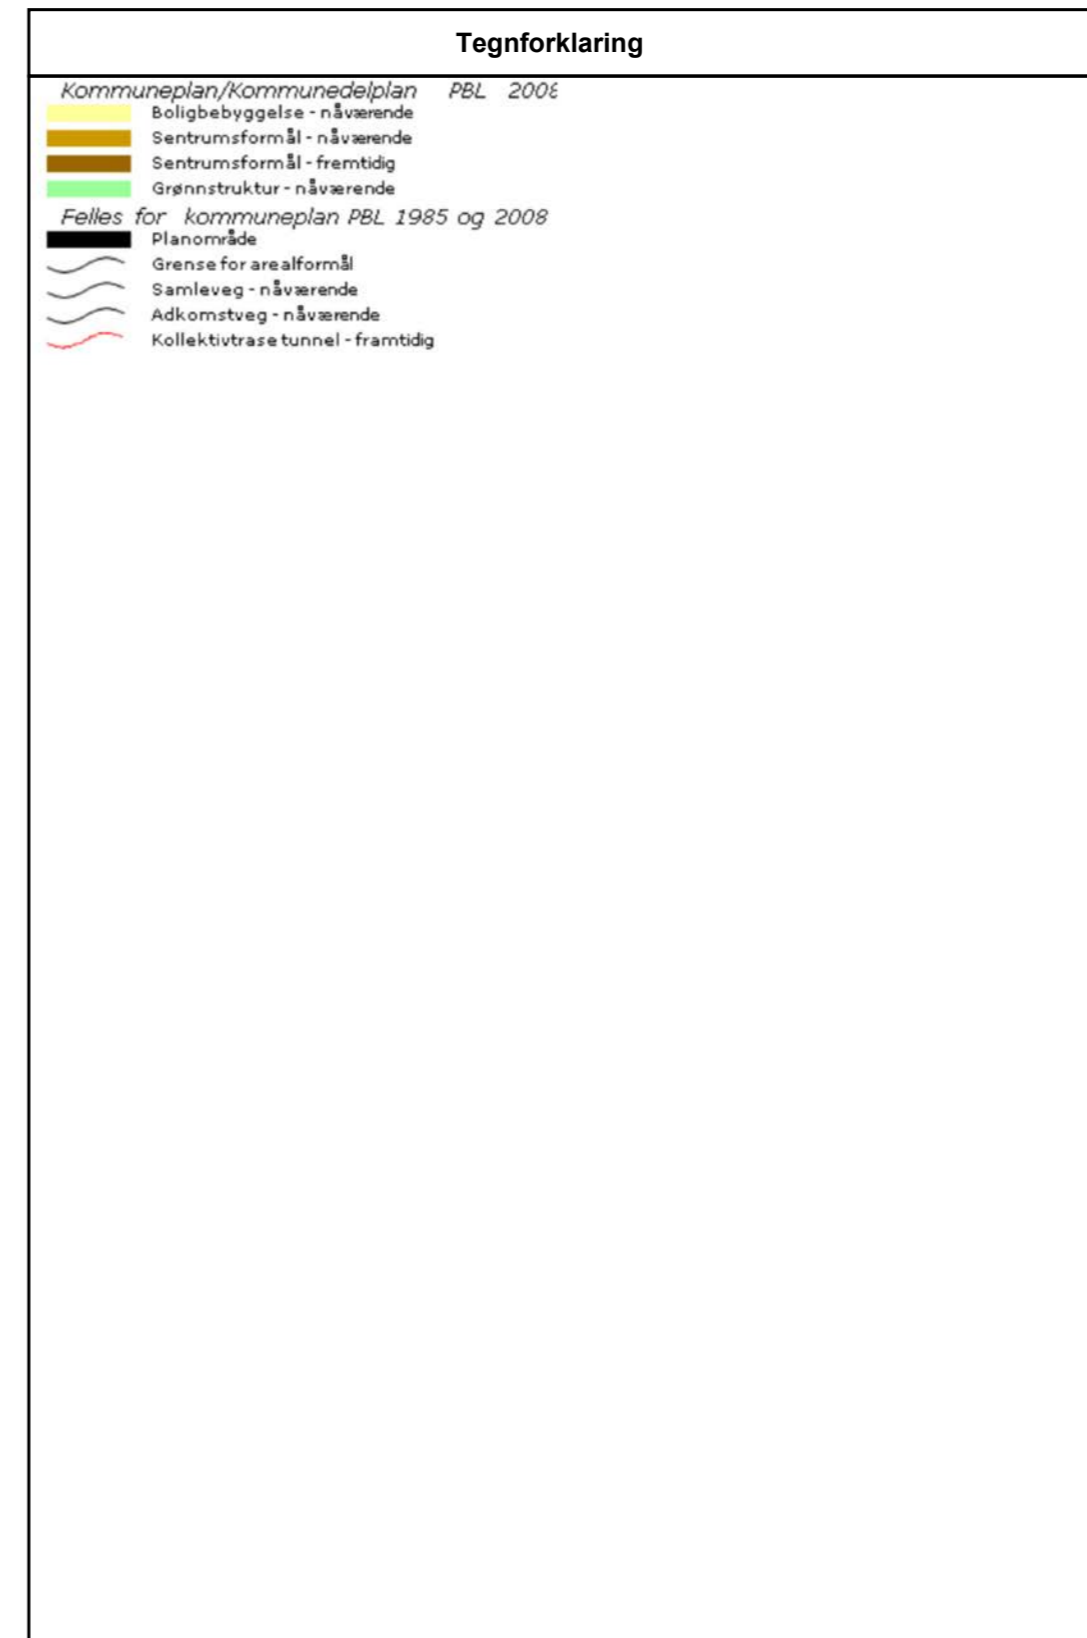 Tegnforklaring
Kommuneplan/Kommunedelplan PBL 2008
Boligbebyggelse - nåværende
Sentrumsformål - nåværende
Sentrumsformål - fremtidig
Grønnstruktur - nåværende
Felles for kommuneplan PBL 1985 og 2008
Planområde
Grense for arealformål
Samleveg - nåværende
Adkomstveg - nåværende
Kollektivtrase tunnel - framtidig